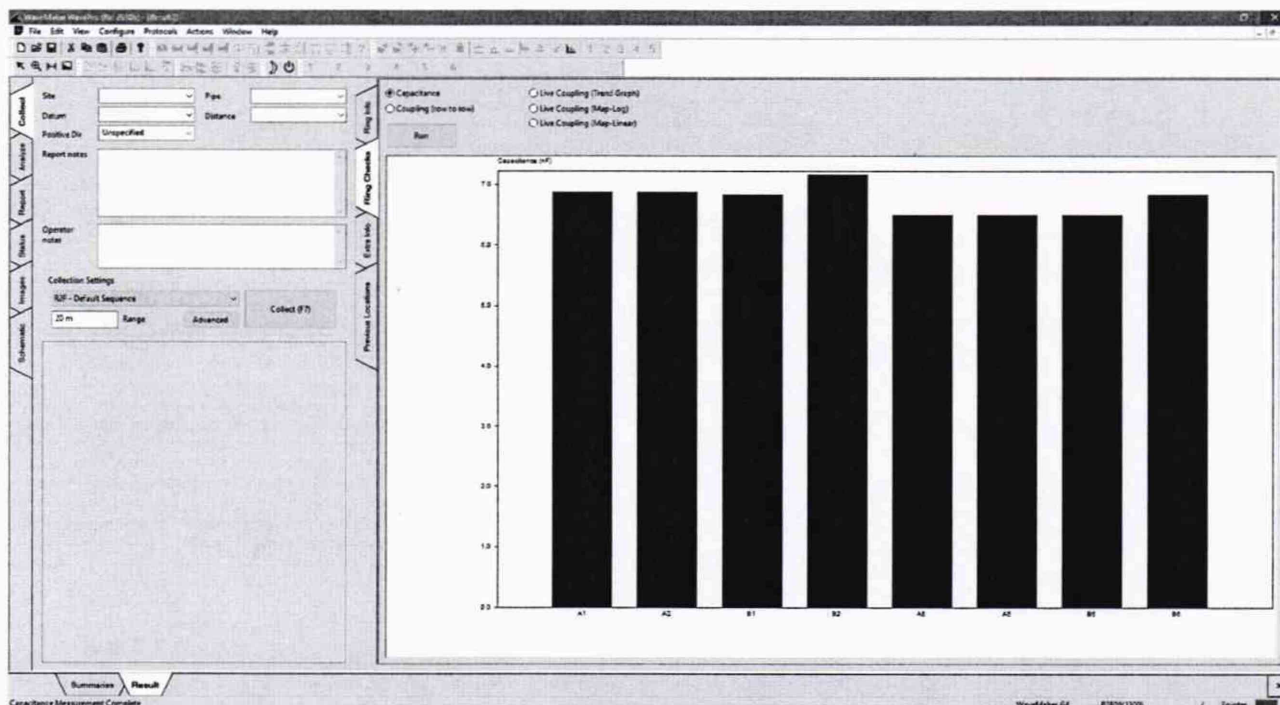 File Edit View Configure Protocols Actions Window Help
Site
Pipe
Datum
Distance
Positive Dir
Unspecified
Report notes
Operator
notes
Collection Settings
Default Sequence
20 m
Range
Advanced
Collect (F7)
Collect
Analyze
Report
Status
Images
Schematic
Ring Info
Ring Checks
Extra Info
Previous Locations
Capacitance
Coupling (row to row)
Live Coupling (Trend Graph)
Live Coupling (Map-Log)
Live Coupling (Map-Linear)
Run
Capacitance (nF)
7.0
6.0
5.0
4.0
3.0
2.0
1.0
0.0
A1
A2
B1
B2
Summaries
Result
Capacitance Measurement Complete